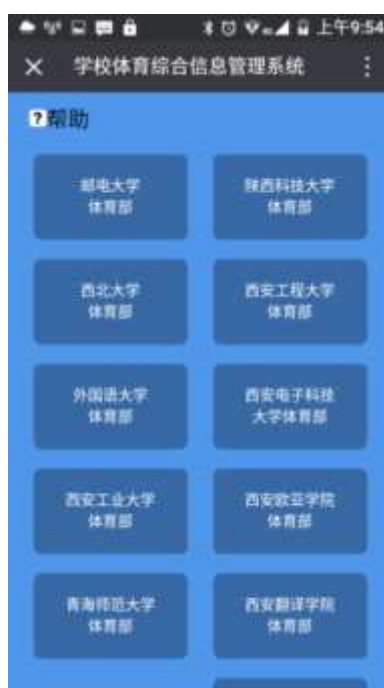 上午9:54
学校体育综合信息管理系统
?帮助
邮电大学
体育部
陕西科技大学
体育部
西北大学
体育部
西安工程大学
体育部
外国语大学
体育部
西安电子科技
大学体育部
西安工业大学
体育部
西安欧亚学院
体育部
青海师范大学
体育部
西安翻译学院
体育部